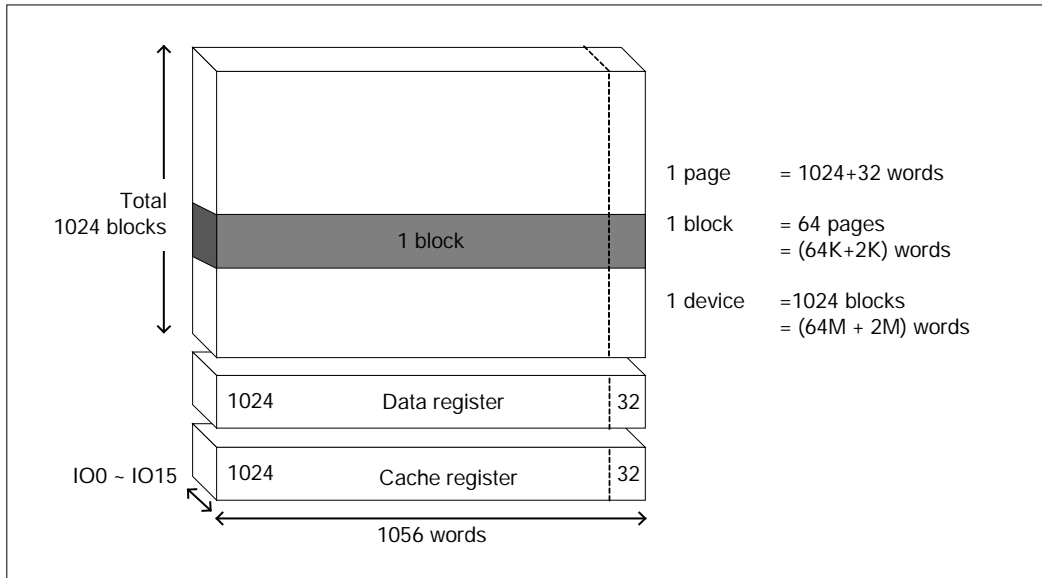 Total
1024 blocks
1 block
1 page = 1024+32 words
1 block = 64 pages
= (64K+2K) words
1 device =1024 blocks
= (64M + 2M) words
1024 Data register 32
1024 Cache register 32
IO0 ~ IO15
1056 words